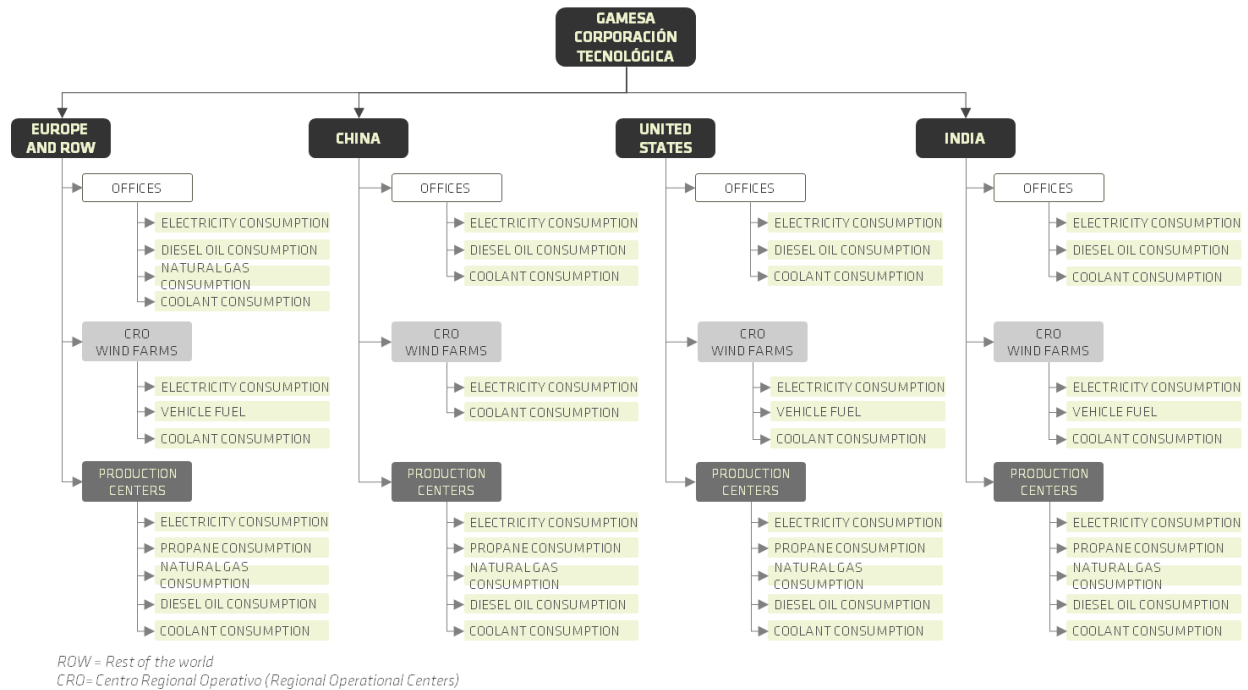 GAMESA
CORPORACIÓN
TECNOLÓGICA
EUROPE
AND ROW
OFFICES
ELECTRICITY CONSUMPTION
DIESEL OIL CONSUMPTION
NATURAL GAS
CONSUMPTION
COOLANT CONSUMPTION
CRO
WIND FARMS
ELECTRICITY CONSUMPTION
VEHICLE FUEL
COOLANT CONSUMPTION
PRODUCTION
CENTERS
ELECTRICITY CONSUMPTION
PROPANE CONSUMPTION
NATURAL GAS
CONSUMPTION
DIESEL OIL CONSUMPTION
COOLANT CONSUMPTION
CHINA
OFFICES
ELECTRICITY CONSUMPTION
DIESEL OIL CONSUMPTION
COOLANT CONSUMPTION
CRO
WIND FARMS
ELECTRICITY CONSUMPTION
COOLANT CONSUMPTION
PRODUCTION
CENTERS
ELECTRICITY CONSUMPTION
PROPANE CONSUMPTION
NATURAL GAS
CONSUMPTION
DIESEL OIL CONSUMPTION
COOLANT CONSUMPTION
UNITED
STATES
OFFICES
ELECTRICITY CONSUMPTION
DIESEL OIL CONSUMPTION
COOLANT CONSUMPTION
CRO
WIND FARMS
ELECTRICITY CONSUMPTION
VEHICLE FUEL
COOLANT CONSUMPTION
PRODUCTION
CENTERS
ELECTRICITY CONSUMPTION
PROPANE CONSUMPTION
NATURAL GAS
CONSUMPTION
DIESEL OIL CONSUMPTION
COOLANT CONSUMPTION
INDIA
OFFICES
ELECTRICITY CONSUMPTION
DIESEL OIL CONSUMPTION
COOLANT CONSUMPTION
CRO
WIND FARMS
ELECTRICITY CONSUMPTION
VEHICLE FUEL
COOLANT CONSUMPTION
PRODUCTION
CENTERS
ELECTRICITY CONSUMPTION
PROPANE CONSUMPTION
NATURAL GAS
CONSUMPTION
DIESEL OIL CONSUMPTION
COOLANT CONSUMPTION
ROW = Rest of the world
CRO= Centro Regional Operativo (Regional Operational Centers)